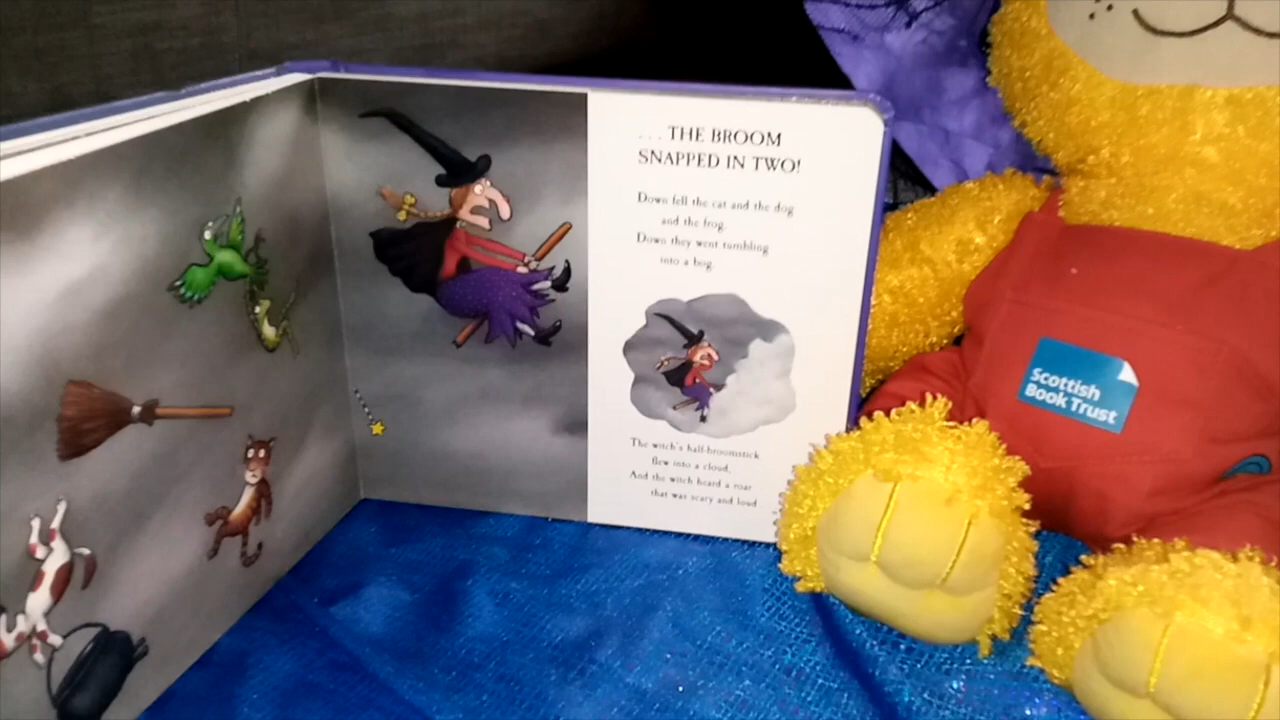 . . . THE BROOM
SNAPPED IN TWO!
Down fell the cat and the dog
and the frog.
Down they went tumbling
into a bog.
The witch's half-broomstick
flew into a cloud,
And the witch heard a roar
that was scary and loud
Scottish
Book Trust